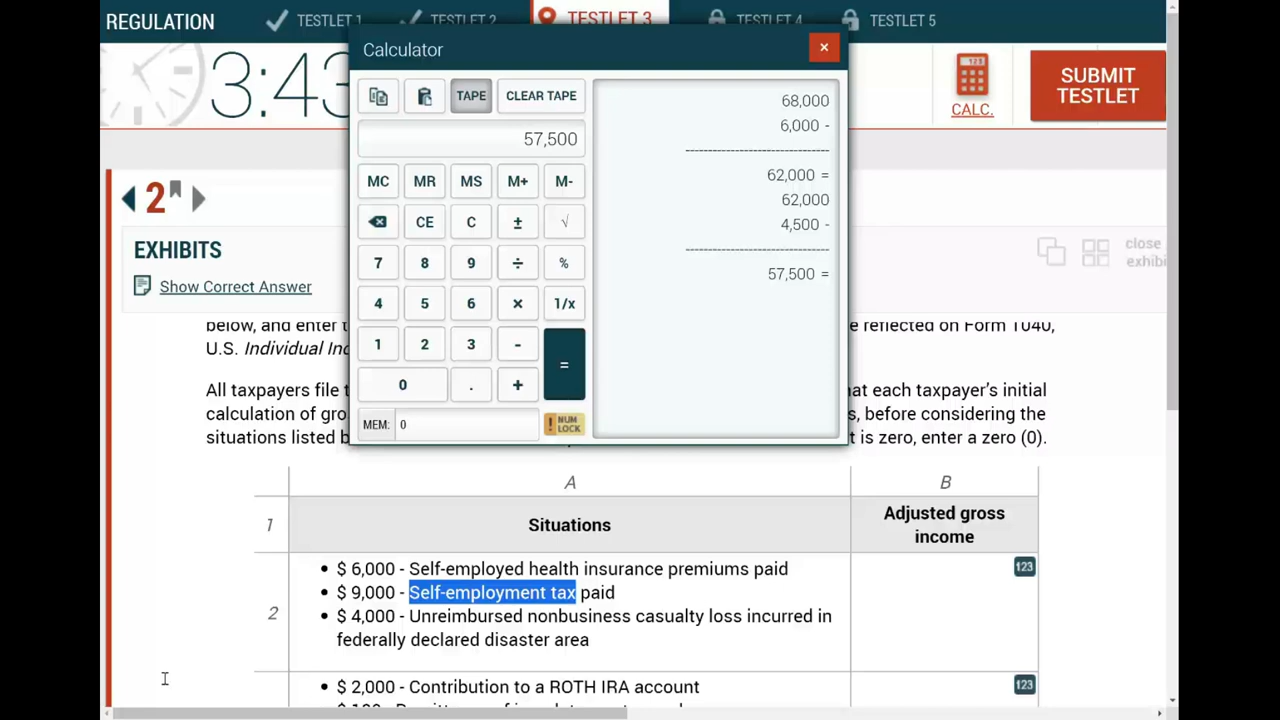 REGULATION
TESTLET 1
TESTLET 2
TESTLET 3
TESTLET 4
TESTLET 5
3:43
CALC.
SUBMIT
TESTLET
Calculator
×
TAPE
CLEAR TAPE
57,500
MC MR MS M+ M-
CE C ± √
7 8 9 ÷ %
4 5 6 × 1/x
1 2 3 -
0 . + =
MEM: 0
! NUM
LOCK
68,000
6,000 -
62,000 =
62,000
4,500 -
57,500 =
2
EXHIBITS
Show Correct Answer
close
exhibi
below, and enter t
e reflected on Form 1040,
U.S. Individual Inc
All taxpayers file t
at each taxpayer's initial
calculation of gro
s, before considering the
situations listed b
t is zero, enter a zero (0).
A B
1 Situations Adjusted gross
income
2
• $ 6,000 - Self-employed health insurance premiums paid
123
• $ 9,000 - Self-employment tax paid
• $ 4,000 - Unreimbursed nonbusiness casualty loss incurred in
federally declared disaster area
• $ 2,000 - Contribution to a ROTH IRA account
123